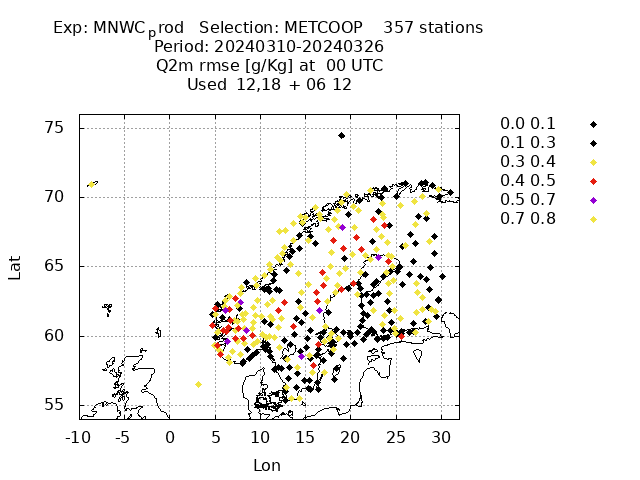 Exp: MNWCprod   Selection: METCOOP    357 stations
Period: 20240310-20240326
Q2m rmse [g/Kg] at  00 UTC
Used  12,18 + 06 12
0.0 0.1
0.1 0.3
0.3 0.4
0.4 0.5
0.5 0.7
0.7 0.8
75
70
65
60
55
Lat
-10 -5 0 5 10 15 20 25 30
Lon